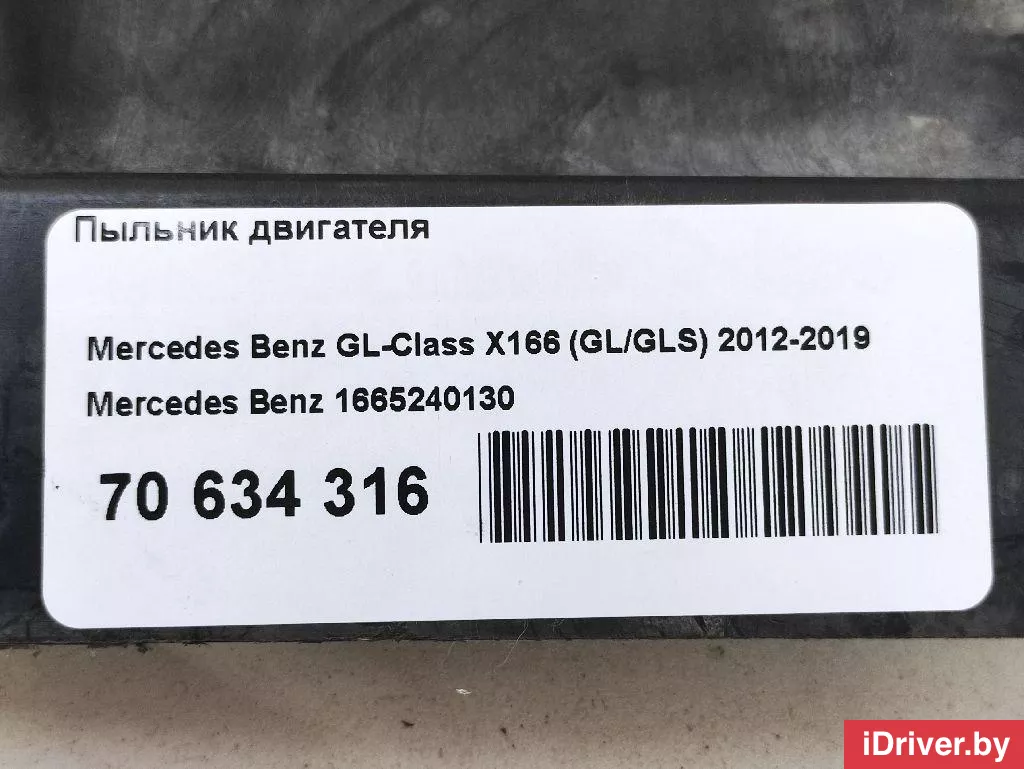 Пыльник двигателя
Mercedes Benz GL-Class X166 (GL/GLS) 2012-2019
Mercedes Benz 1665240130
70 634 316
iDriver.by